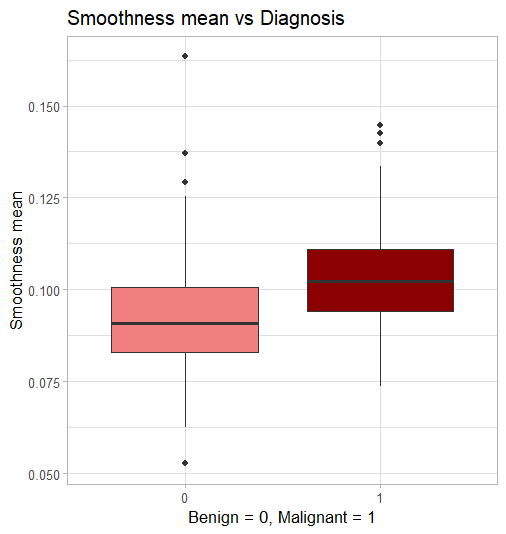 Smoothness mean vs Diagnosis
Smoothness mean
0.150
0.125
0.100
0.075
0.050
0
1
Benign = 0, Malignant = 1